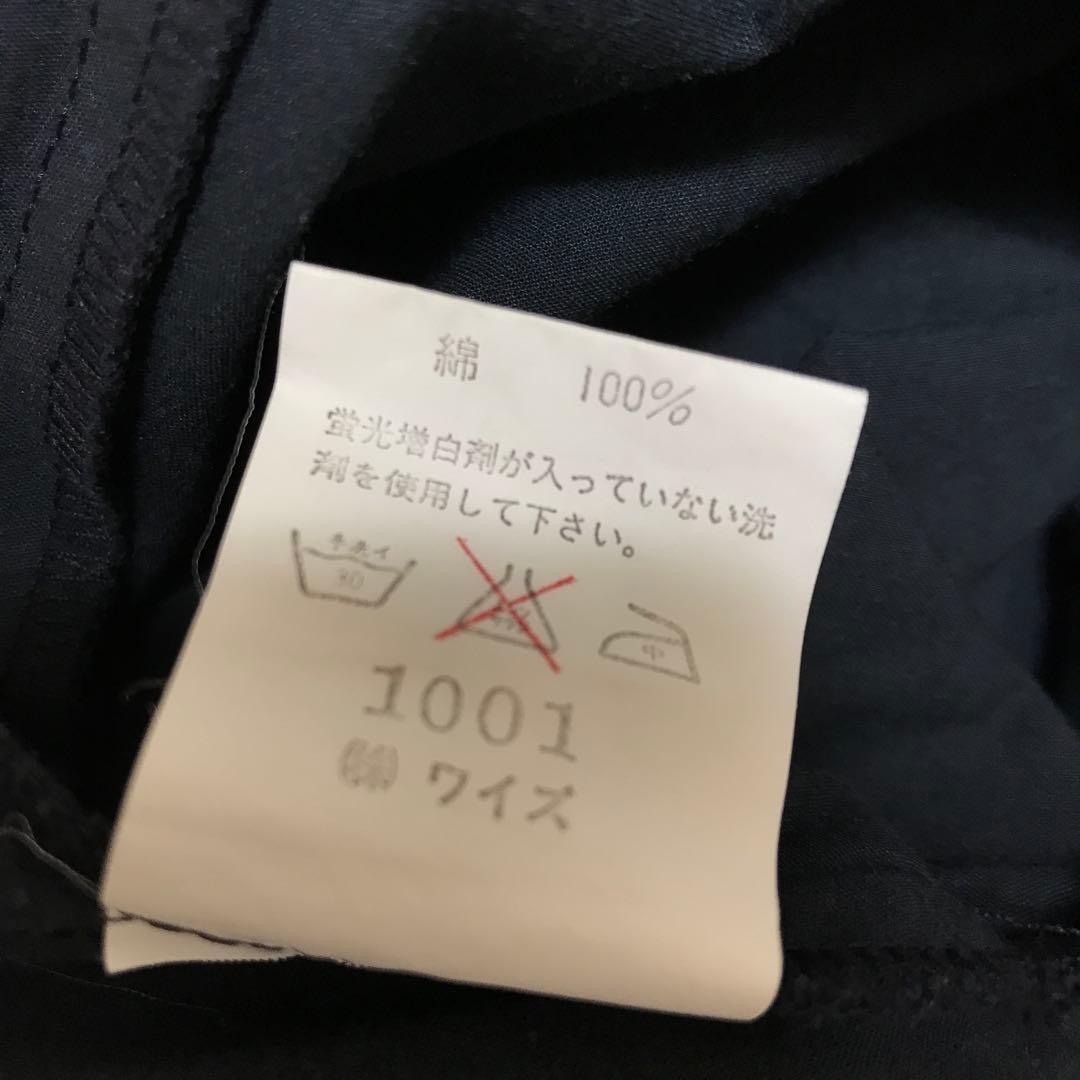 綿 100%
蛍光増白剤が入っていない洗
剤を使用して下さい。
手洗イ
30
中
1001
㈱ ワイズ